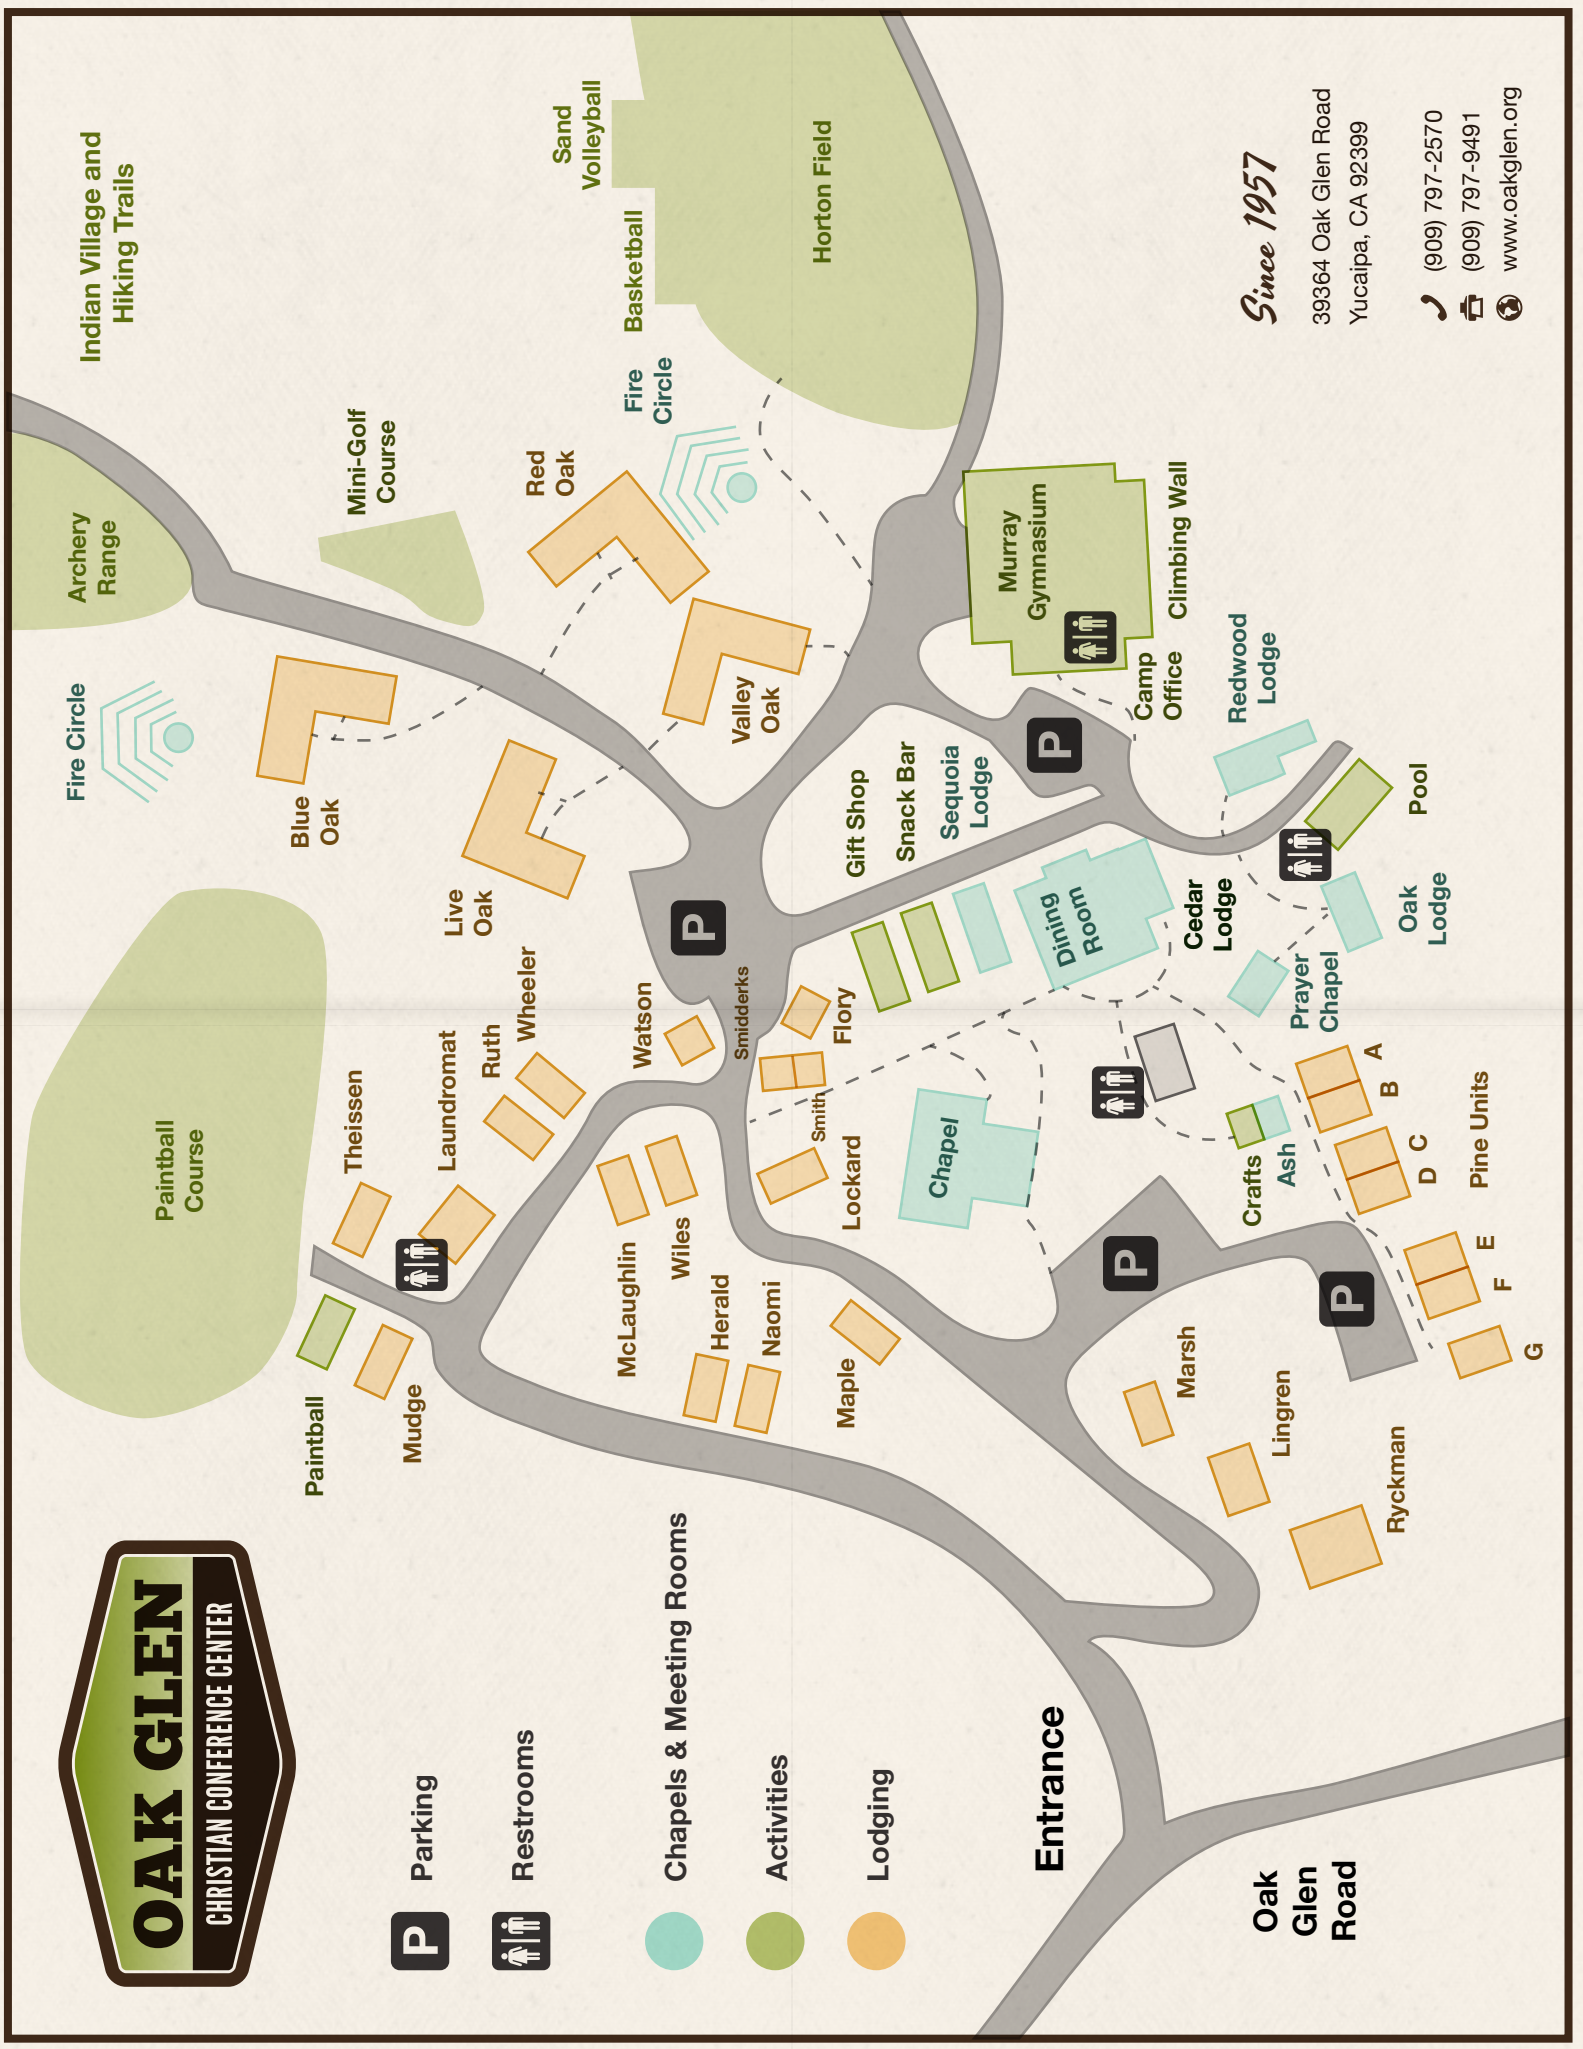 OAK GLEN
CHRISTIAN CONFERENCE CENTER
P Parking
Restrooms
Chapels & Meeting Rooms
Activities
Lodging
Entrance
Oak
Glen
Road
Paintball
Course
Fire Circle
Archery
Range
Indian Village and
Hiking Trails
Mini-Golf
Course
Blue
Oak
Live
Oak
Red
Oak
Valley
Oak
Fire
Circle
Basketball
Sand
Volleyball
Horton Field
Paintball
Mudge
Theissen
Laundromat
Ruth
Wheeler
Watson
Smidderks
Flory
Smith
Lockard
McLaughlin
Wiles
Herald
Naomi
Maple
P
Gift Shop
Snack Bar
Sequoia
Lodge
Dining
Room
Cedar
Lodge
P
Murray
Gymnasium
Climbing Wall
Camp
Office
Redwood
Lodge
Pool
Oak
Lodge
Prayer
Chapel
Chapel
Crafts
Ash
P
P
Marsh
Lingren
Ryckman
A
B
C
D
E
F
G
Pine Units
Since 1957
39364 Oak Glen Road
Yucaipa, CA 92399
(909) 797-2570
(909) 797-9491
www.oakglen.org